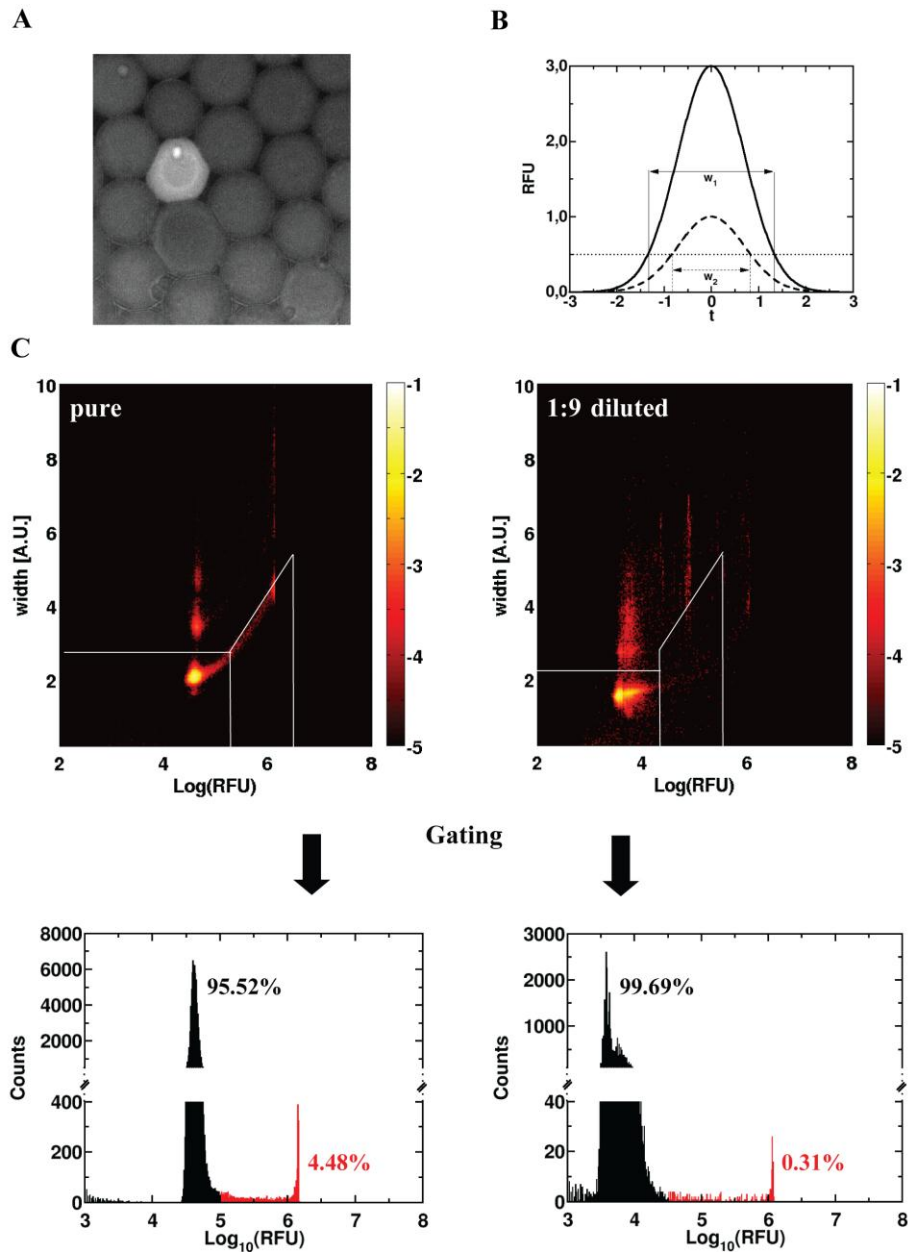 A
B
3,0
2,0
1,0
0,0
RFU
w1
w2
-3 -2 -1 0 1 2 3
t
C
pure
10
8
6
4
2
width [A.U.]
2 4 6 8
Log(RFU)
-1
-2
-3
-4
-5
1:9 diluted
10
8
6
4
2
width [A.U.]
2 4 6 8
Log(RFU)
-1
-2
-3
-4
-5
Gating
8000
6000
4000
2000
400
200
0
Counts
95.52%
4.48%
3 4 5 6 7 8
Log10(RFU)
3000
2000
1000
40
20
0
Counts
99.69%
0.31%
3 4 5 6 7 8
Log10(RFU)